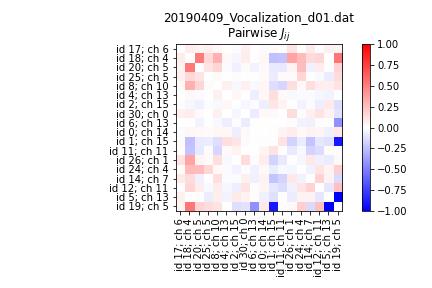 20190409_Vocalization_d01.dat
Pairwise J_ij
id 17; ch 6
id 18; ch 4
id 20; ch 5
id 25; ch 5
id 8; ch 10
id 4; ch 13
id 2; ch 15
id 30; ch 0
id 6; ch 13
id 0; ch 14
id 1; ch 15
id 11; ch 11
id 26; ch 1
id 24; ch 4
id 14; ch 7
id 12; ch 11
id 5; ch 13
id 19; ch 5
id 17; ch 6
id 18; ch 4
id 20; ch 5
id 25; ch 5
id 8; ch 10
id 4; ch 13
id 2; ch 15
id 30; ch 0
id 6; ch 13
id 0; ch 14
id 1; ch 15
id 11; ch 11
id 26; ch 1
id 24; ch 4
id 14; ch 7
id 12; ch 11
id 5; ch 13
id 19; ch 5
1.00
0.75
0.50
0.25
0.00
−0.25
−0.50
−0.75
−1.00